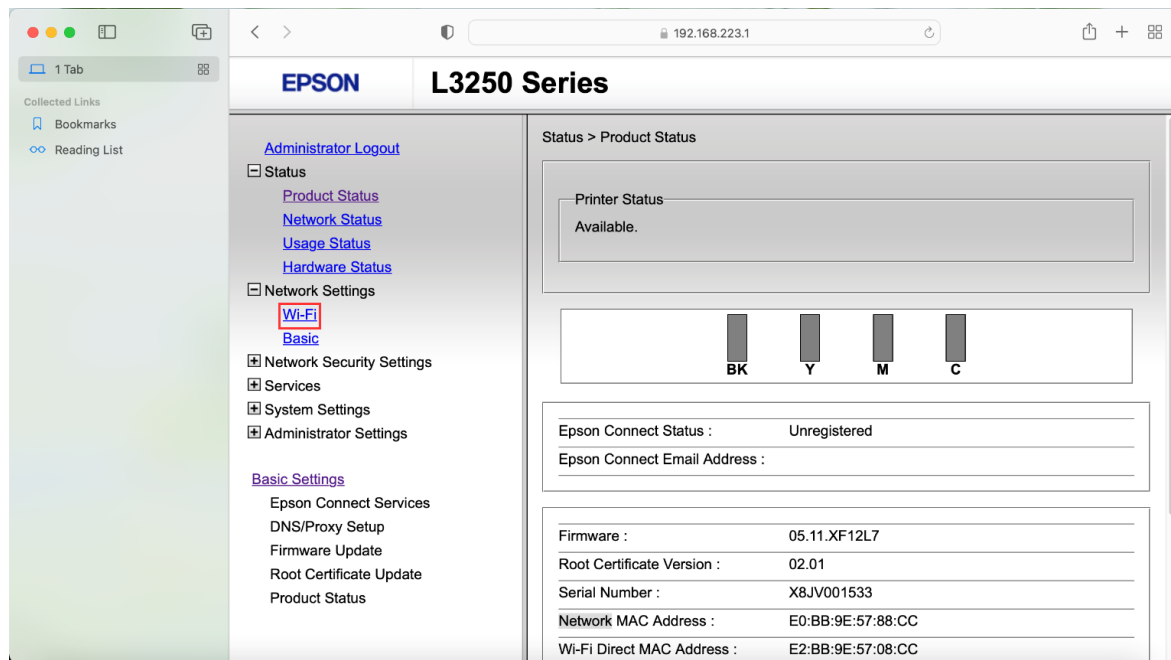 192.168.223.1
1 Tab
Collected Links
Bookmarks
Reading List
EPSON
L3250 Series
Administrator Logout
Status
Product Status
Network Status
Usage Status
Hardware Status
Network Settings
Wi-Fi
Basic
Network Security Settings
Services
System Settings
Administrator Settings
Basic Settings
Epson Connect Services
DNS/Proxy Setup
Firmware Update
Root Certificate Update
Product Status
Status > Product Status
Printer Status
Available.
BK Y M C
Epson Connect Status : Unregistered
Epson Connect Email Address :
Firmware : 05.11.XF12L7
Root Certificate Version : 02.01
Serial Number : X8JV001533
Network MAC Address : E0:BB:9E:57:88:CC
Wi-Fi Direct MAC Address : E2:BB:9E:57:08:CC